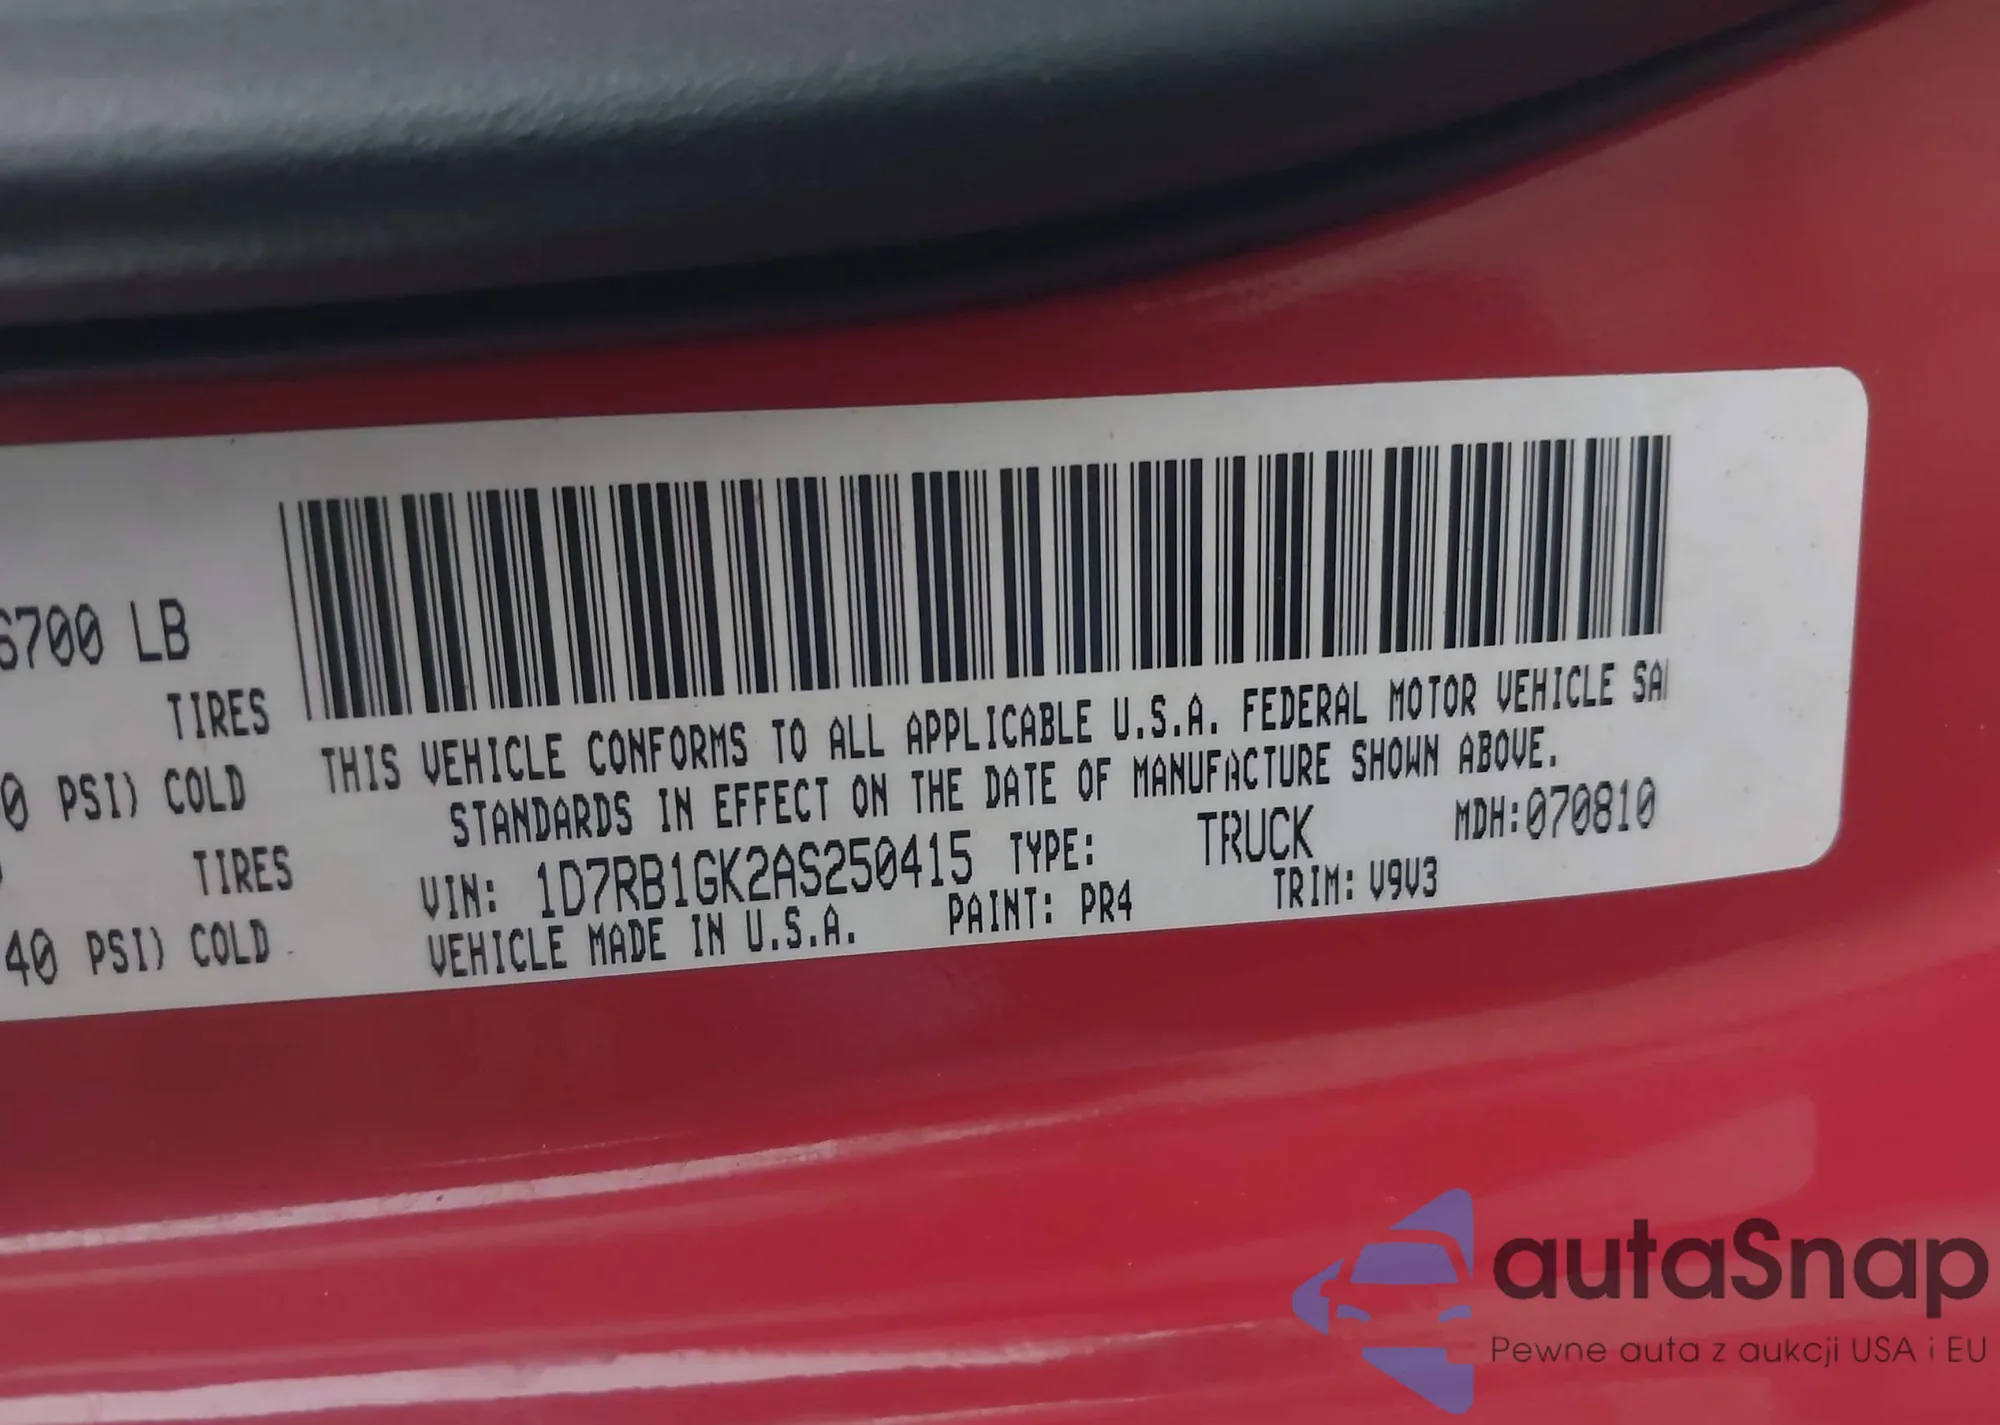 6700 LB
TIRES
0 PSI) COLD
TIRES
40 PSI) COLD
THIS VEHICLE CONFORMS TO ALL APPLICABLE U.S.A. FEDERAL MOTOR VEHICLE SA
STANDARDS IN EFFECT ON THE DATE OF MANUFACTURE SHOWN ABOVE.
VIN: 1D7RB1GK2AS250415 TYPE: TRUCK MDH:070810
VEHICLE MADE IN U.S.A. PAINT: PR4 TRIM: V9V3
autaSnap
Pewne auta z aukcji USA i EU